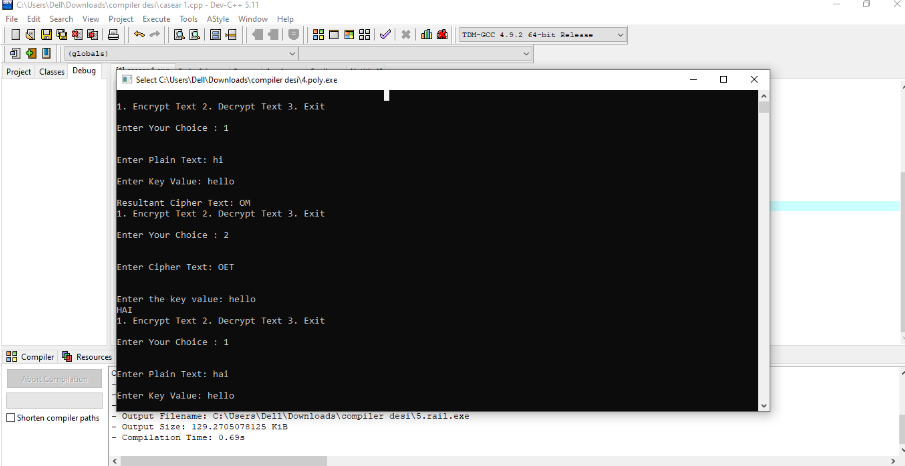 C:\Users\Dell\Downloads\compiler desi\casear 1.cpp - Dev-C++ 5.11
File Edit Search View Project Execute Tools AStyle Window Help
TDM-GCC 4.9.2 64-bit Release
(globals)
Project Classes Debug
Select C:\Users\Dell\Downloads\compiler desi\4.poly.exe
1. Encrypt Text 2. Decrypt Text 3. Exit
Enter Your Choice : 1
Enter Plain Text: hi
Enter Key Value: hello
Resultant Cipher Text: OM
1. Encrypt Text 2. Decrypt Text 3. Exit
Enter Your Choice : 2
Enter Cipher Text: OET
Enter the key value: hello
HAI
1. Encrypt Text 2. Decrypt Text 3. Exit
Enter Your Choice : 1
Enter Plain Text: hai
Enter Key Value: hello
Compiler Resources
Abort Compilation
Shorten compiler paths
- Output Filename: C:\Users\Dell\Downloads\compiler desi\5.rail.exe
- Output Size: 129.2705078125 KiB
- Compilation Time: 0.69s